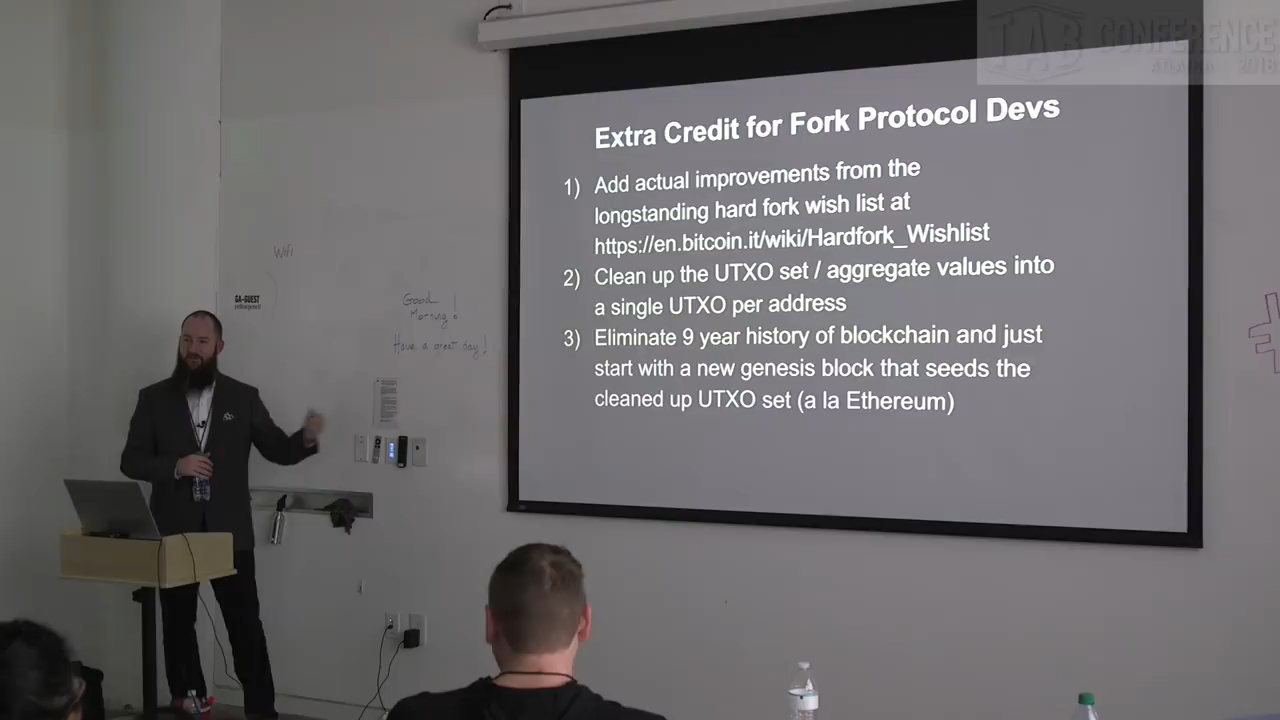 TAB CONFERENCE
ATLANTA 2018
Extra Credit for Fork Protocol Devs
1) Add actual improvements from the
longstanding hard fork wish list at
https://en.bitcoin.it/wiki/Hardfork_Wishlist
2) Clean up the UTXO set / aggregate values into
a single UTXO per address
3) Eliminate 9 year history of blockchain and just
start with a new genesis block that seeds the
cleaned up UTXO set (a la Ethereum)
Wifi
GA-GUEST
Good
Morning!
Have a great day!